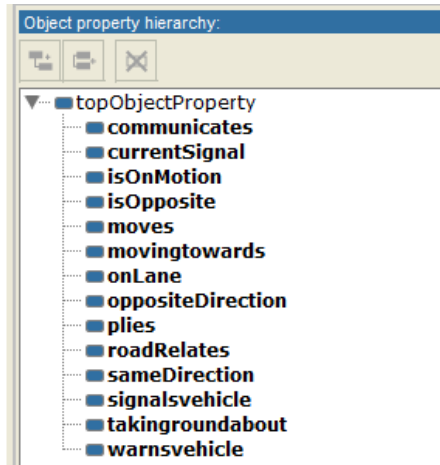 Object property hierarchy:
topObjectProperty
communicates
currentSignal
isOnMotion
isOpposite
moves
movingtowards
onLane
oppositeDirection
plies
roadRelates
sameDirection
signalsvehicle
takingroundabout
warnsvehicle